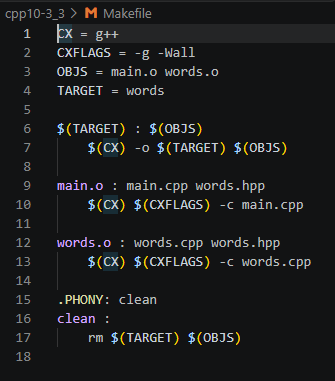 cpp10-3_3 > Makefile
1 CX = g++
2 CXFLAGS = -g -Wall
3 OBJS = main.o words.o
4 TARGET = words
5
6 $(TARGET) : $(OBJS)
7 $(CX) -o $(TARGET) $(OBJS)
8
9 main.o : main.cpp words.hpp
10 $(CX) $(CXFLAGS) -c main.cpp
11
12 words.o : words.cpp words.hpp
13 $(CX) $(CXFLAGS) -c words.cpp
14
15 .PHONY: clean
16 clean :
17 rm $(TARGET) $(OBJS)
18